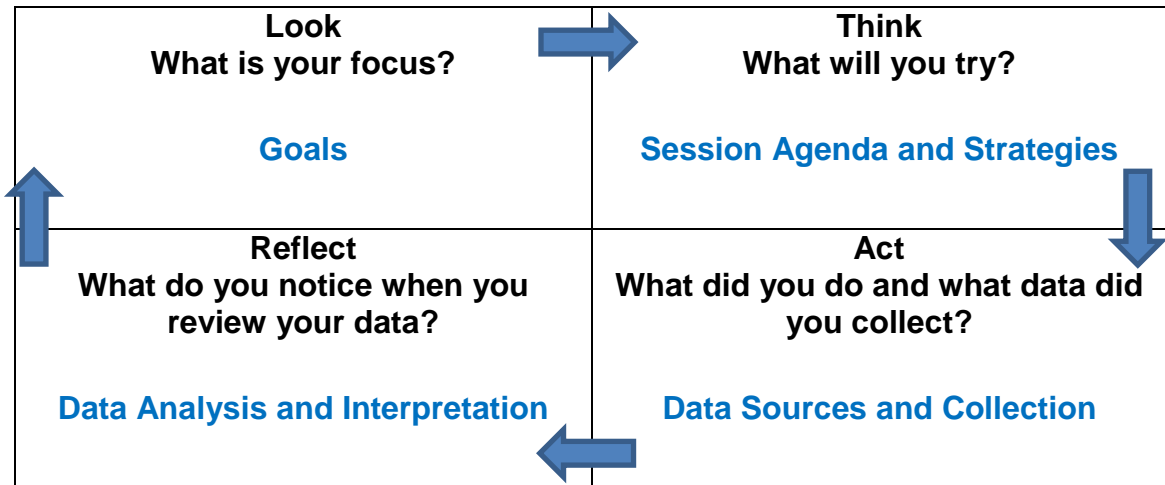 Look
What is your focus?
Goals
Think
What will you try?
Session Agenda and Strategies
Reflect
What do you notice when you
review your data?
Data Analysis and Interpretation
Act
What did you do and what data did
you collect?
Data Sources and Collection